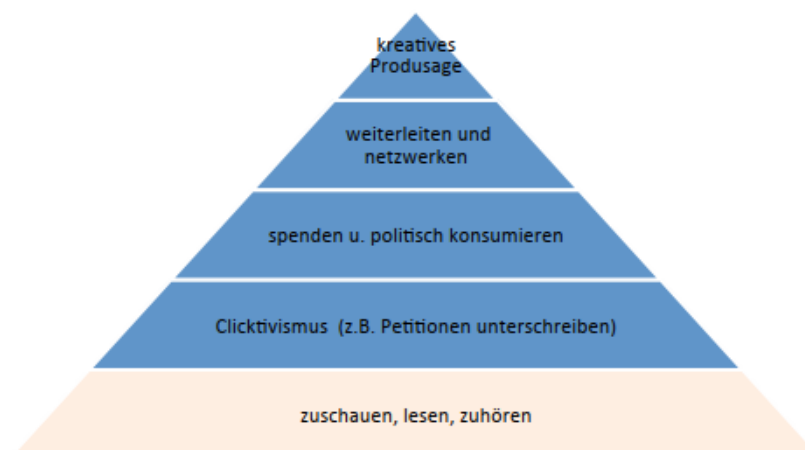 kreatives
Produsage
weiterleiten und
netzwerken
spenden u. politisch konsumieren
Clicktivismus (z.B. Petitionen unterschreiben)
zuschauen, lesen, zuhören